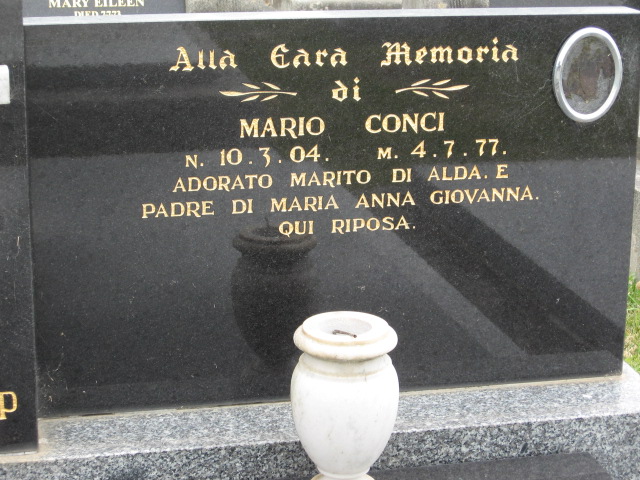 MARY EILEEN
Alla Cara Memoria
di
MARIO CONCI
N. 10.3.04. M. 4.7.77.
ADORATO MARITO DI ALDA. E
PADRE DI MARIA ANNA GIOVANNA.
QUI RIPOSA.
P